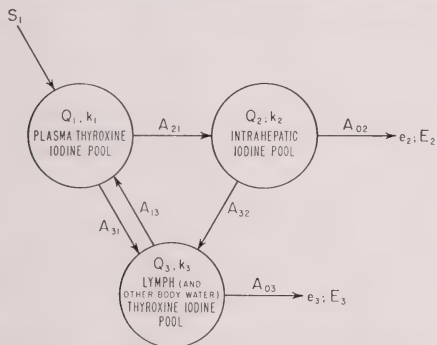 S₁
Q₁, k₁
PLASMA THYROXINE
IODINE POOL
A₂₁
Q₂, k₂
INTRAHEPATIC
IODINE POOL
A₀₂
e₂; E₂
A₃₁
A₁₃
A₃₂
Q₃, k₃
LYMPH (AND
OTHER BODY WATER)
THYROXINE IODINE
POOL
A₀₃
e₃; E₃